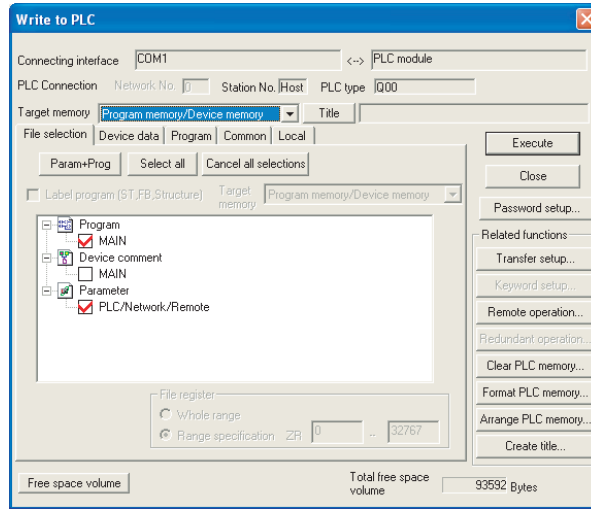 Write to PLC
Connecting interface COM1 <--> PLC module
PLC Connection Network No. 0 Station No. Host PLC type Q00
Target memory Program memory/Device memory Title
File selection Device data Program Common Local
Param+Prog Select all Cancel all selections
Label program (ST,FB,Structure) Target memory Program memory/Device memory
Program
MAIN
Device comment
MAIN
Parameter
PLC/Network/Remote
File register
Whole range
Range specification ZR 0 .. 32767
Execute
Close
Password setup...
Related functions
Transfer setup...
Keyword setup...
Remote operation...
Redundant operation...
Clear PLC memory...
Format PLC memory...
Arrange PLC memory...
Create title...
Free space volume Total free space volume 93592 Bytes